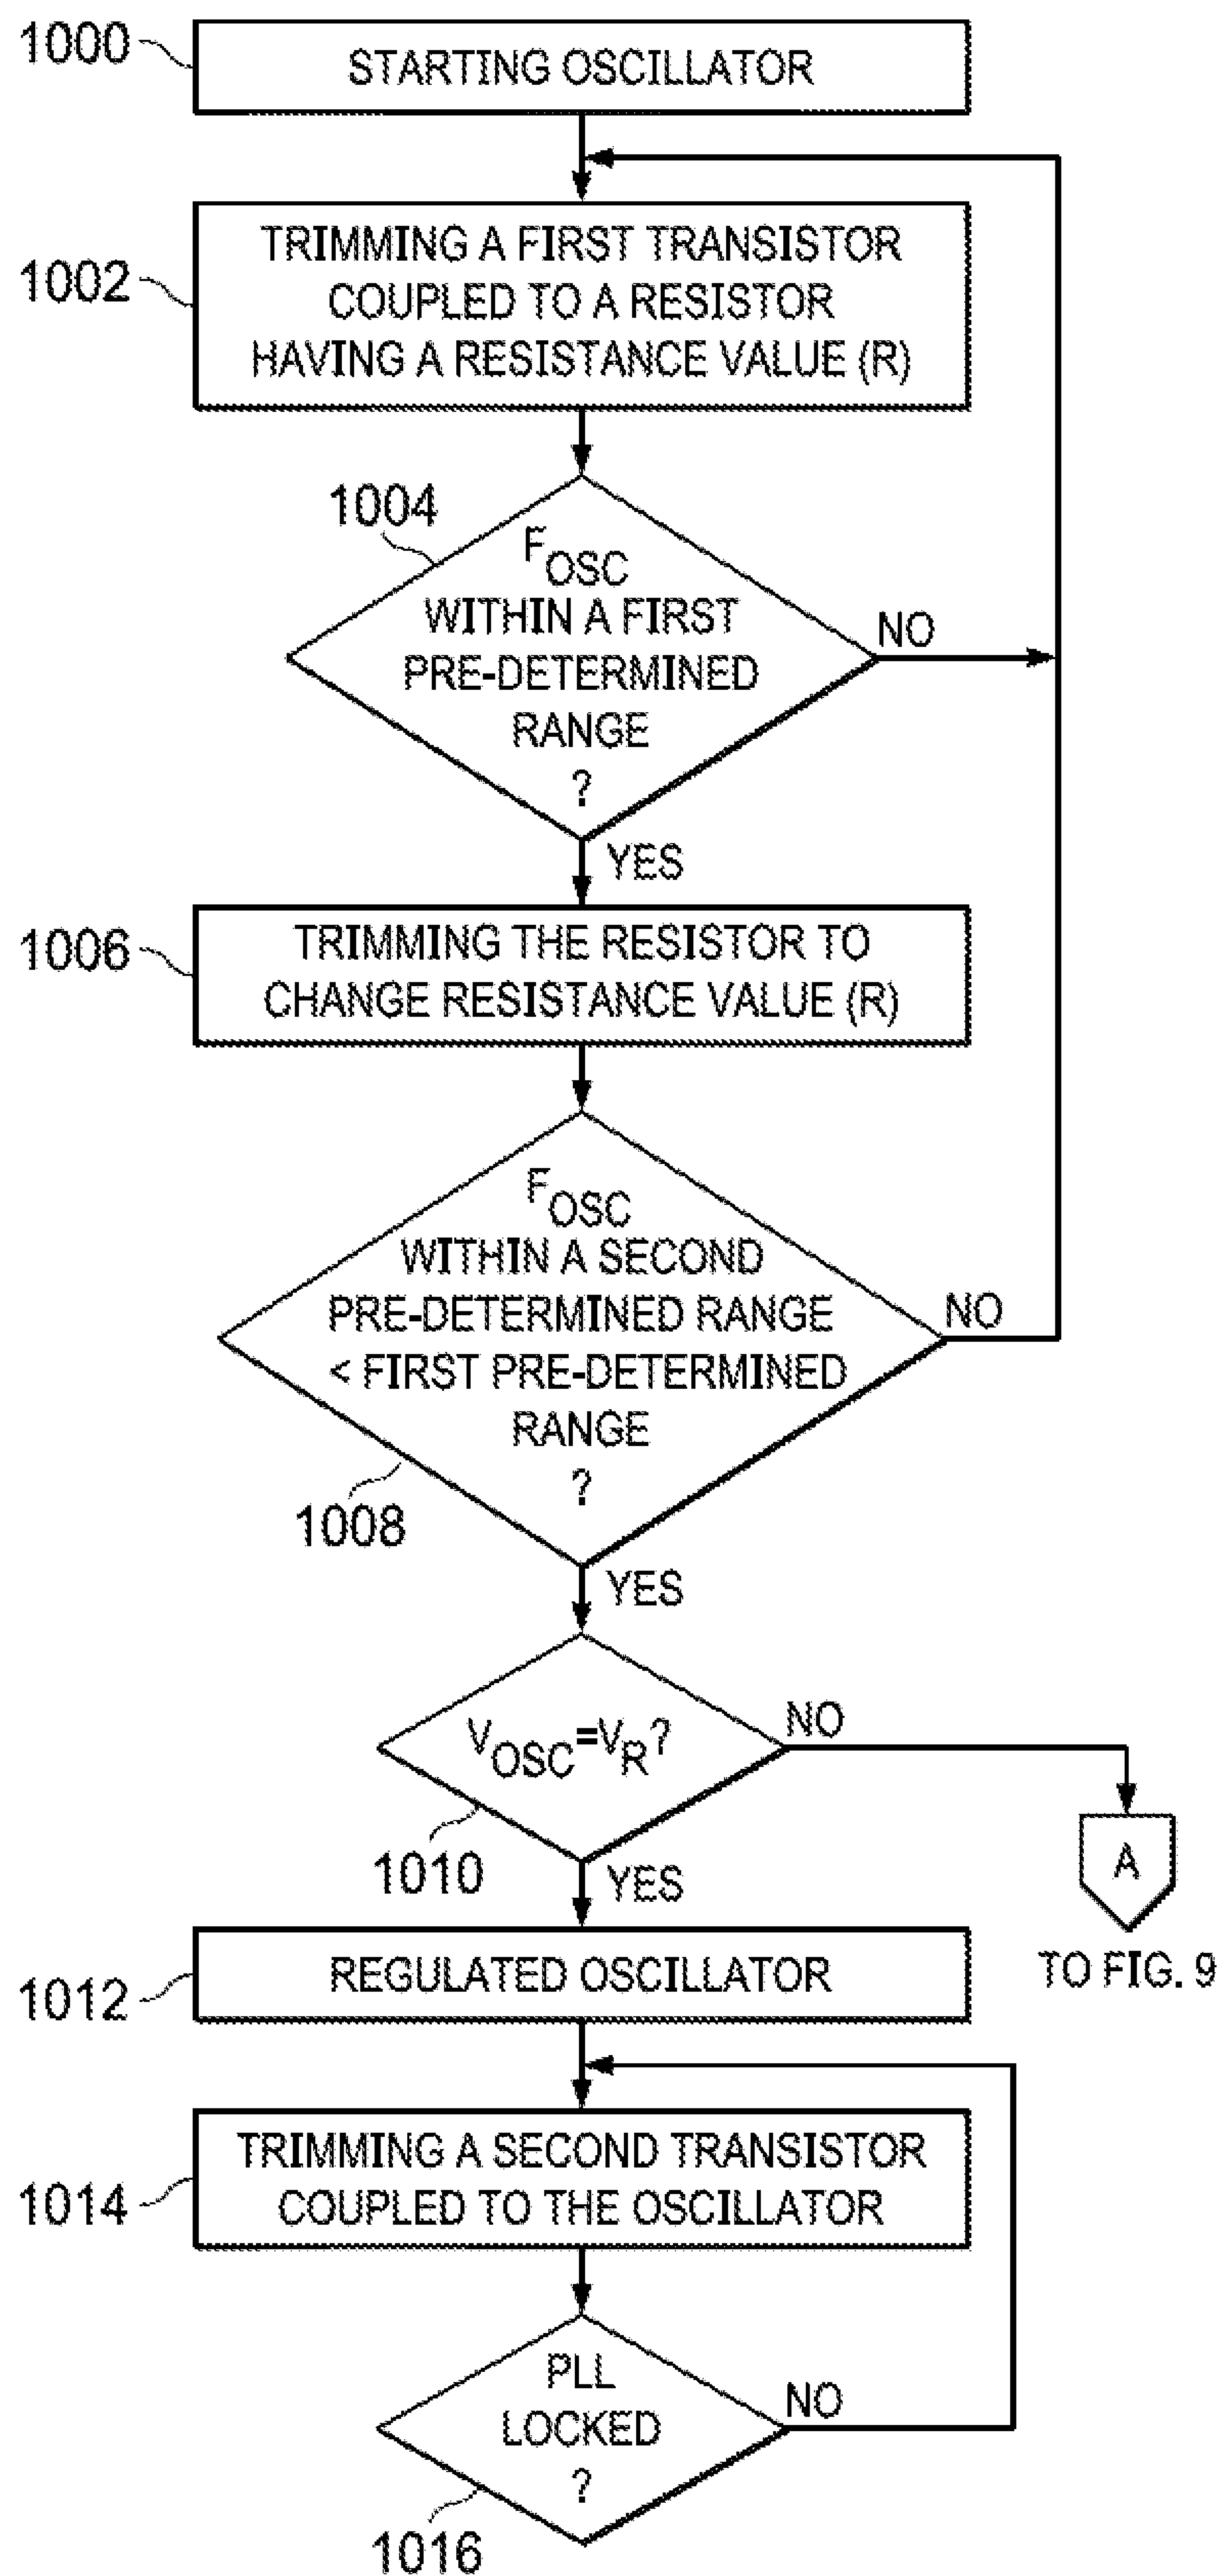 1000
STARTING OSCILLATOR
1002
TRIMMING A FIRST TRANSISTOR
COUPLED TO A RESISTOR
HAVING A RESISTANCE VALUE (R)
1004
FOSC
WITHIN A FIRST
PRE-DETERMINED
RANGE
?
NO
YES
1006
TRIMMING THE RESISTOR TO
CHANGE RESISTANCE VALUE (R)
FOSC
WITHIN A SECOND
PRE-DETERMINED RANGE
< FIRST PRE-DETERMINED
RANGE
?
NO
1008
YES
VOSC=VR?
NO
1010
YES
A
TO FIG. 9
1012
REGULATED OSCILLATOR
1014
TRIMMING A SECOND TRANSISTOR
COUPLED TO THE OSCILLATOR
PLL
LOCKED
?
NO
1016